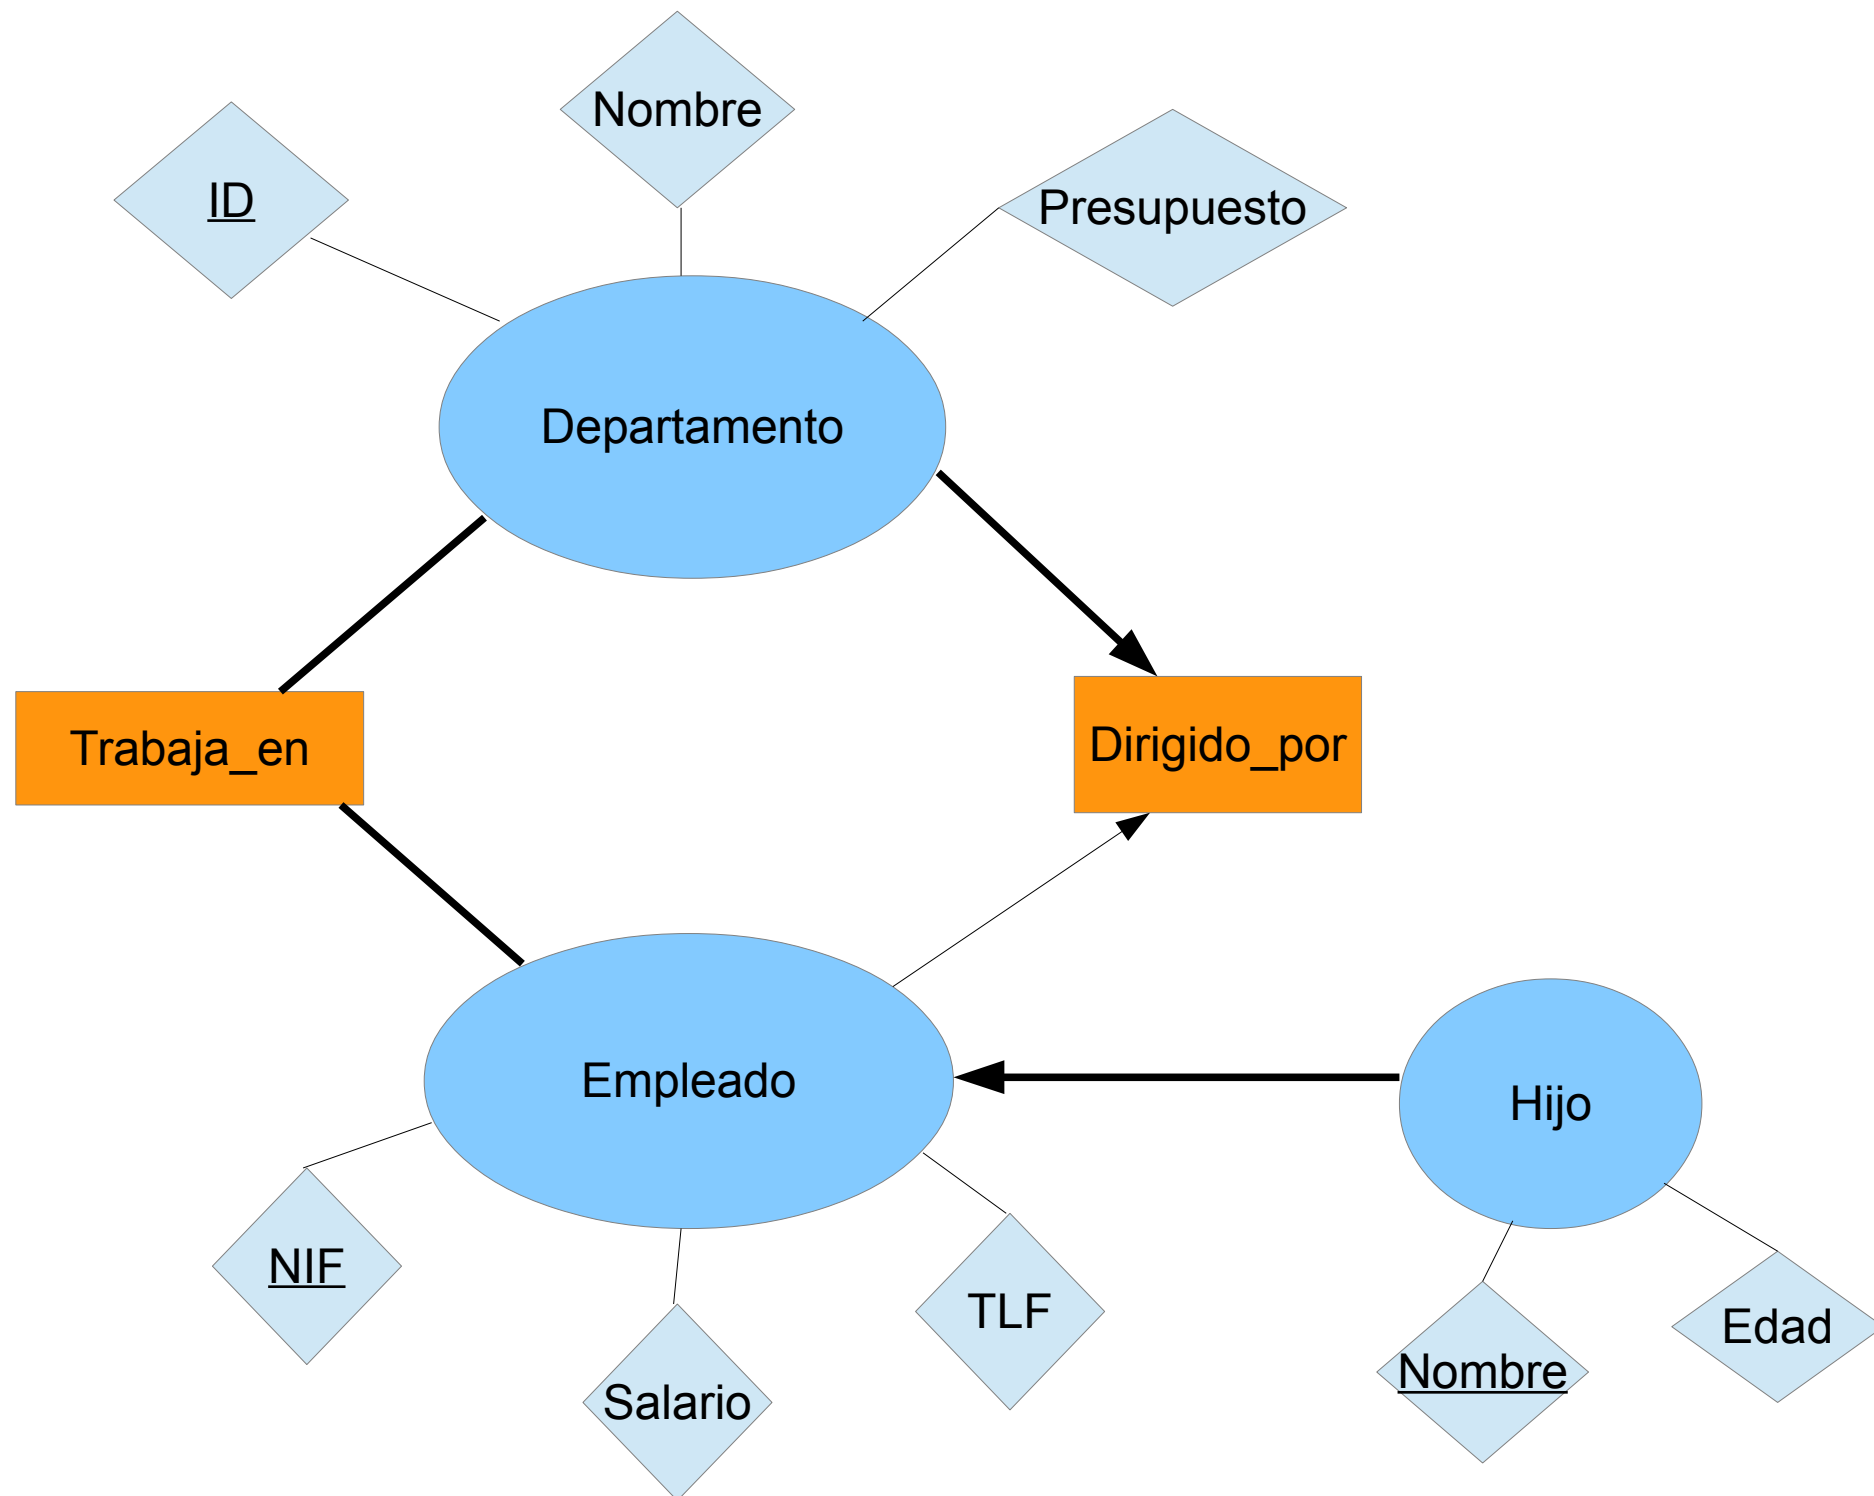 Nombre
ID
Presupuesto
Departamento
Trabaja_en
Dirigido_por
Empleado
Hijo
NIF
TLF
Salario
Nombre
Edad